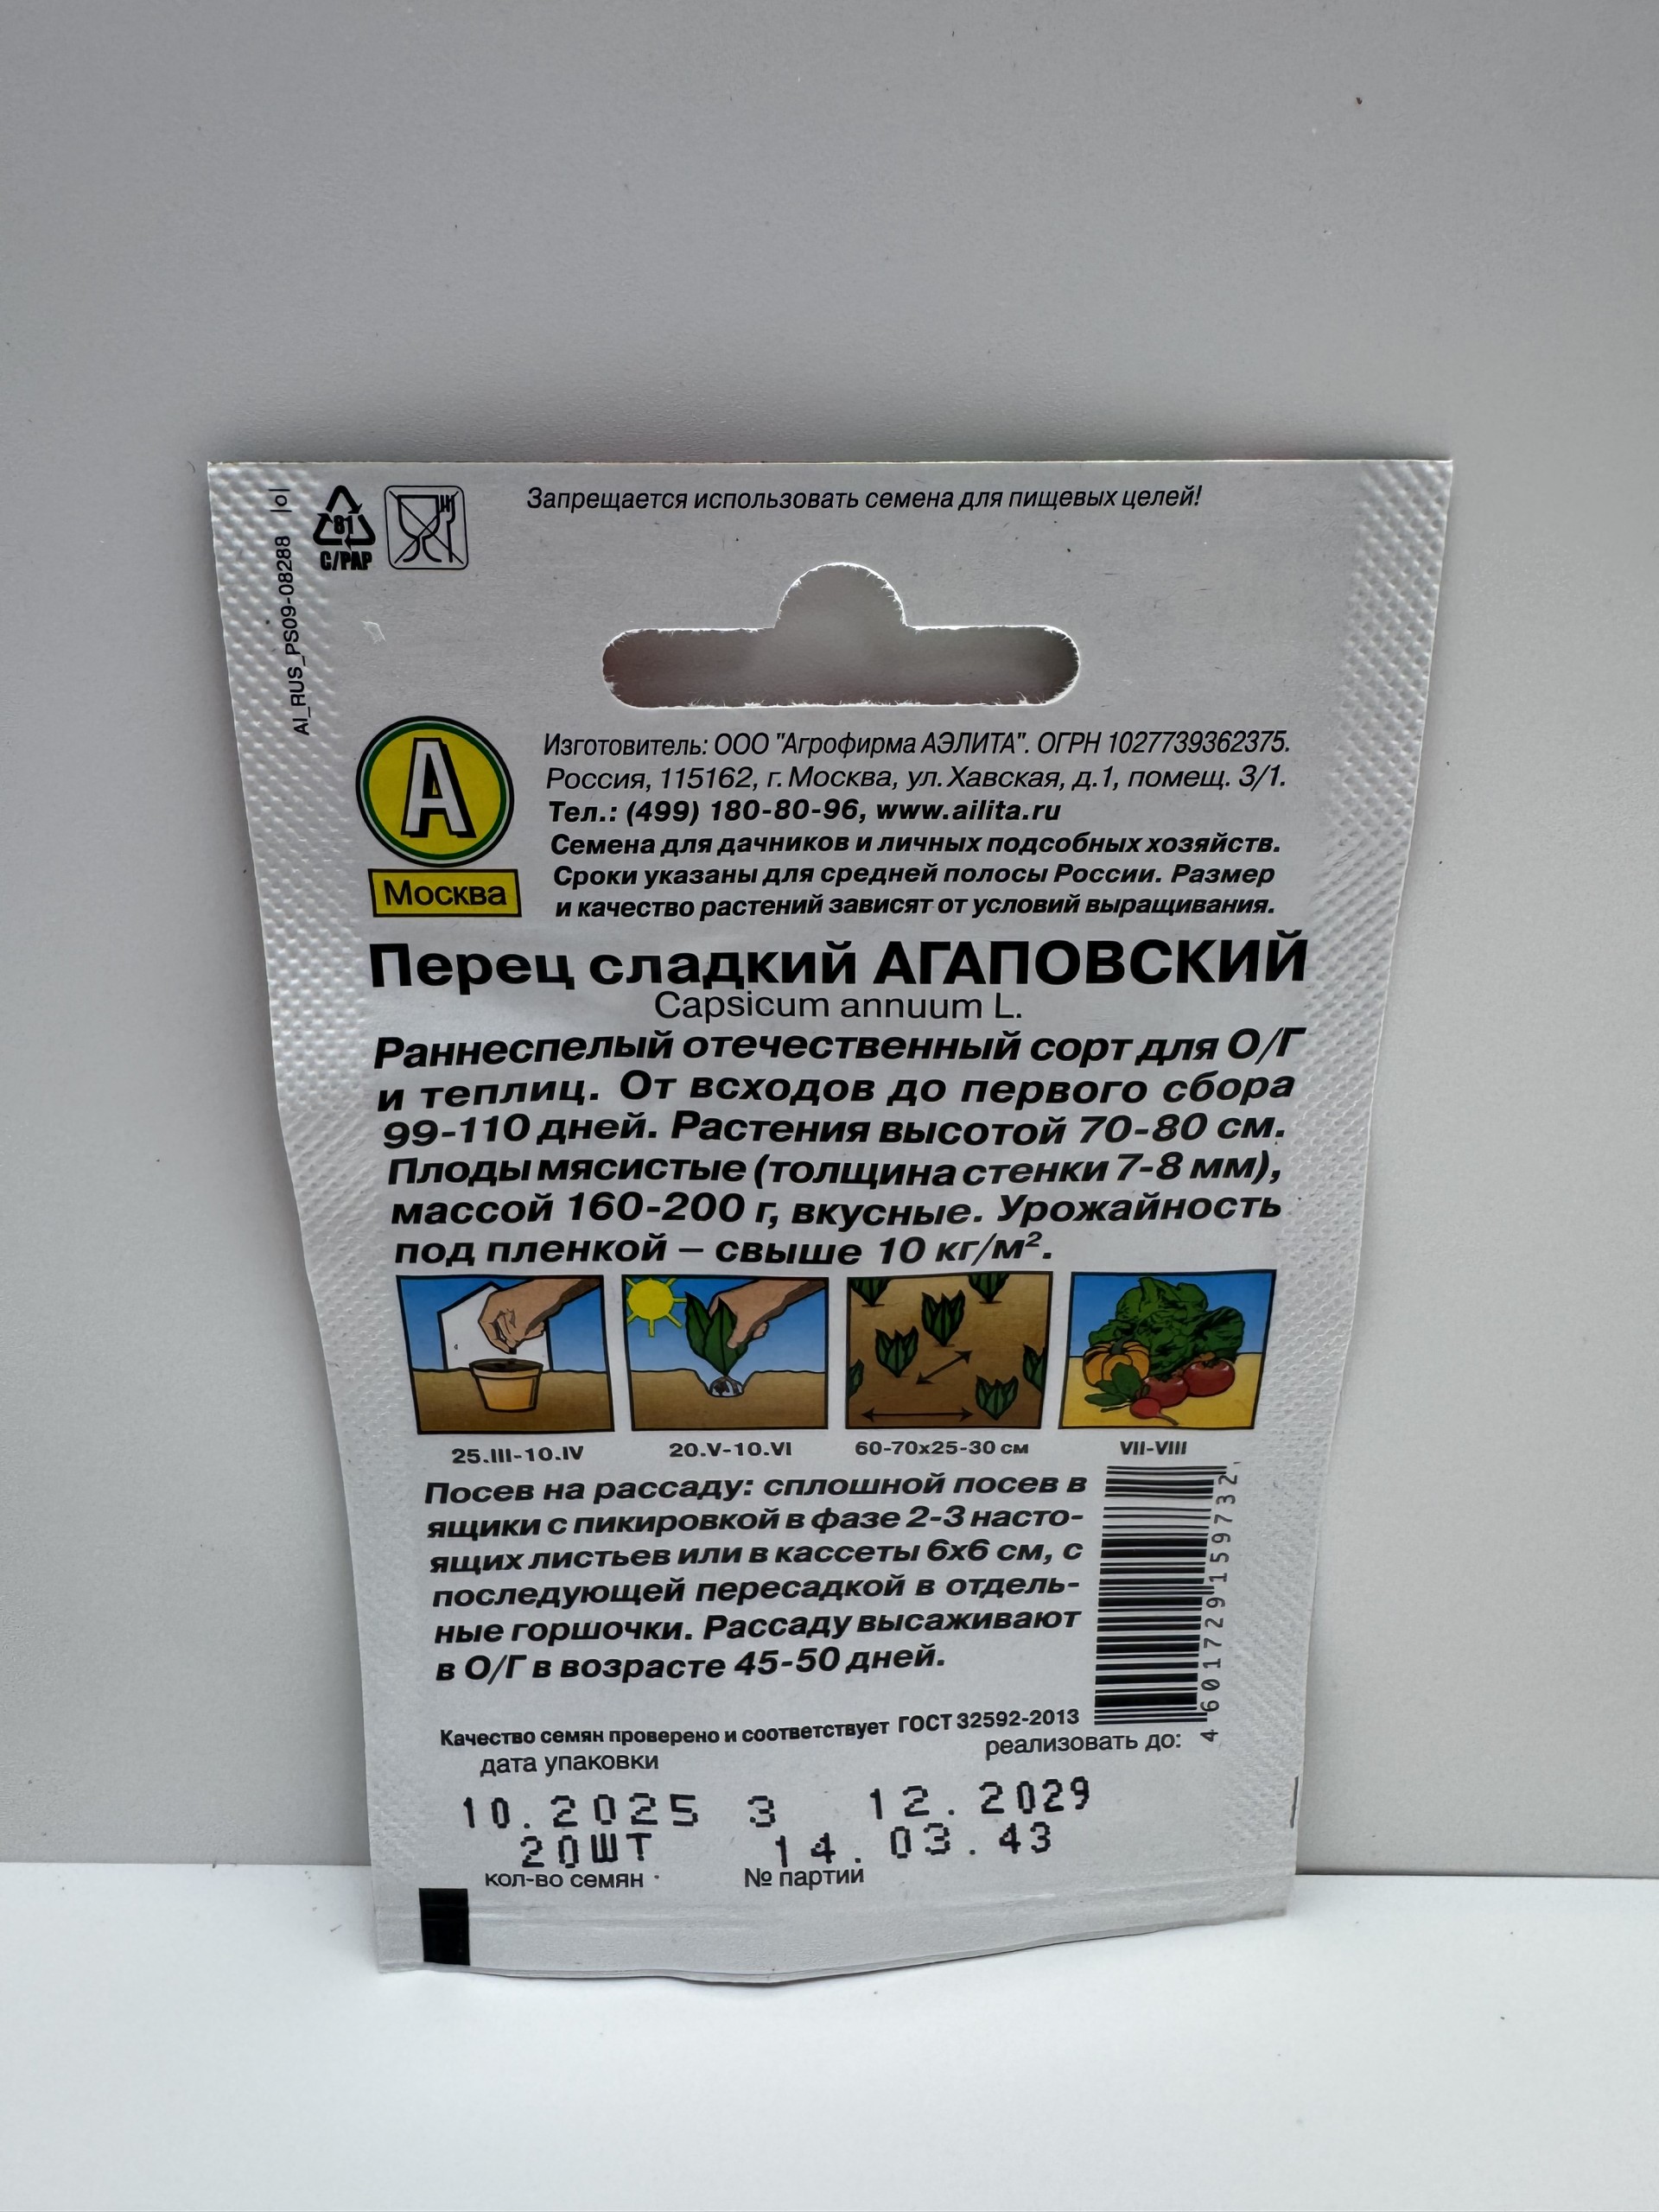 Запрещается использовать семена для пищевых целей!
81
C/PAP
AI_RUS_PS09-08288 |o|
А
Москва
Изготовитель: ООО "Агрофирма АЭЛИТА". ОГРН 1027739362375.
Россия, 115162, г. Москва, ул. Хавская, д.1, помещ. 3/1.
Тел.: (499) 180-80-96, www.ailita.ru
Семена для дачников и личных подсобных хозяйств.
Сроки указаны для средней полосы России. Размер
и качество растений зависят от условий выращивания.
Перец сладкий АГАПОВСКИЙ
Capsicum annuum L.
Раннеспелый отечественный сорт для О/Г
и теплиц. От всходов до первого сбора
99-110 дней. Растения высотой 70-80 см.
Плоды мясистые (толщина стенки 7-8 мм),
массой 160-200 г, вкусные. Урожайность
под пленкой – свыше 10 кг/м².
25.III-10.IV 20.V-10.VI 60-70x25-30 см VII-VIII
Посев на рассаду: сплошной посев в
ящики с пикировкой в фазе 2-3 насто-
ящих листьев или в кассеты 6х6 см, с
последующей пересадкой в отдель-
ные горшочки. Рассаду высаживают
в О/Г в возрасте 45-50 дней.
4 601729 159732
Качество семян проверено и соответствует ГОСТ 32592-2013
дата упаковки реализовать до:
10.2025 3 12.2029
20ШТ 14.03.43
кол-во семян № партии